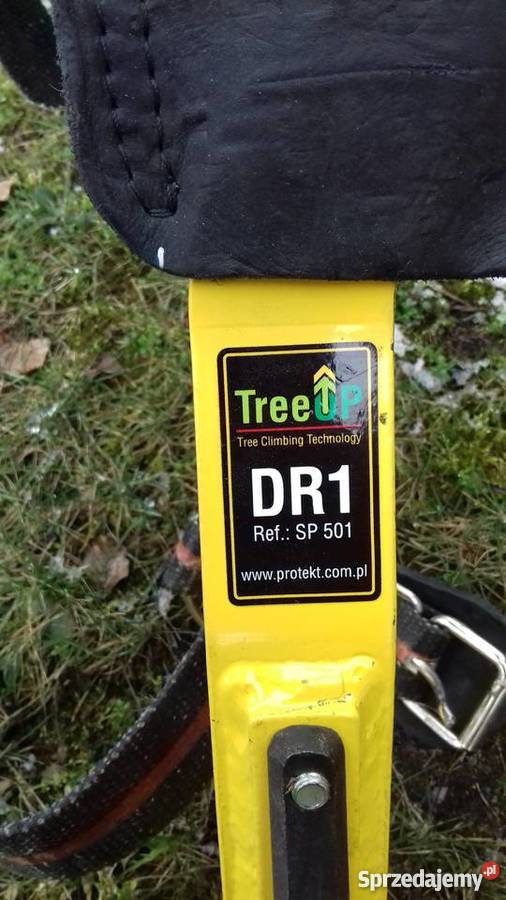 TreeUP
Tree Climbing Technology
DR1
Ref.: SP 501
www.protekt.com.pl
Sprzedajemy.pl